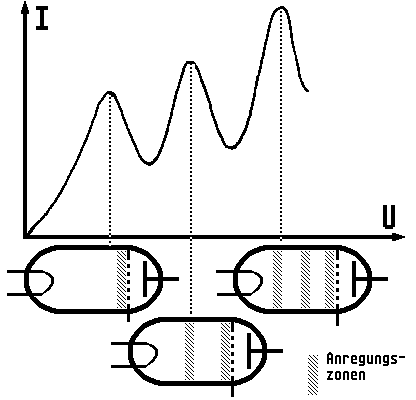 I
U
Anregungs-
zonen